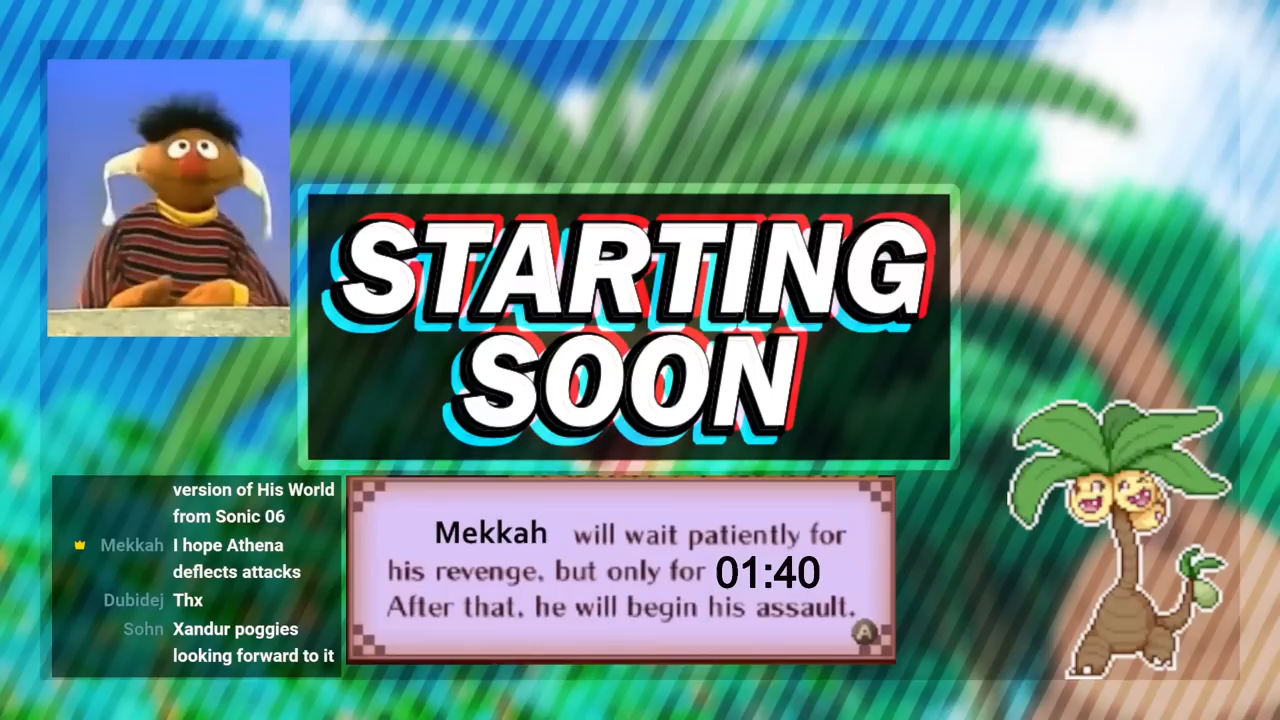 STARTING
SOON
version of His World
from Sonic 06
Mekkah I hope Athena
deflects attacks
Dubidej Thx
Sohn Xandur poggies
looking forward to it
Mekkah will wait patiently for
his revenge, but only for 01:40
After that, he will begin his assault.
A